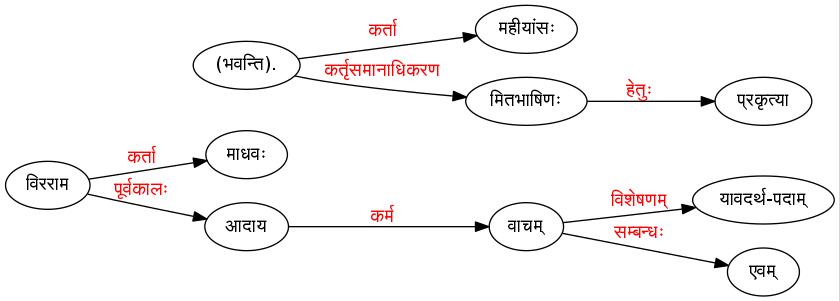 कर्ता
महीयांसः
(भवन्ति).
कर्तृसमानाधिकरण
मितभाषिणः
हेतुः
प्रकृत्या
कर्ता
माधवः
विरराम
पूर्वकालः
आदाय
कर्म
वाचम्
विशेषणम्
यावदर्थ-पदाम्
सम्बन्धः
एवम्